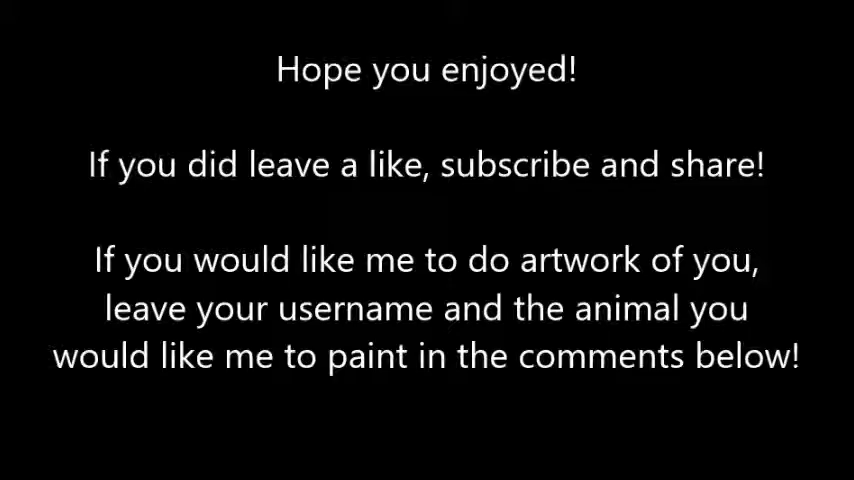 Hope you enjoyed!
If you did leave a like, subscribe and share!
If you would like me to do artwork of you,
leave your username and the animal you
would like me to paint in the comments below!